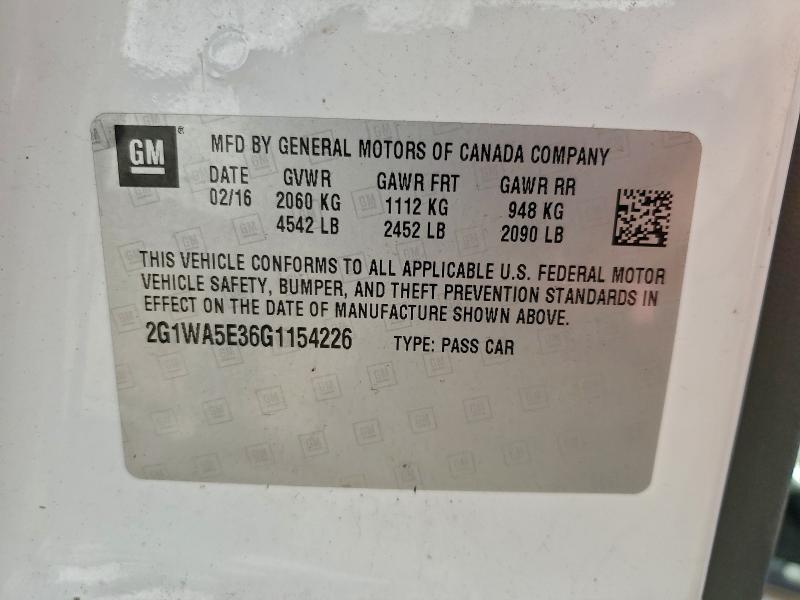 GM® MFD BY GENERAL MOTORS OF CANADA COMPANY
DATE GVWR GAWR FRT GAWR RR
02/16 2060 KG 1112 KG 948 KG
4542 LB 2452 LB 2090 LB
THIS VEHICLE CONFORMS TO ALL APPLICABLE U.S. FEDERAL MOTOR
VEHICLE SAFETY, BUMPER, AND THEFT PREVENTION STANDARDS IN
EFFECT ON THE DATE OF MANUFACTURE SHOWN ABOVE.
2G1WA5E36G1154226 TYPE: PASS CAR